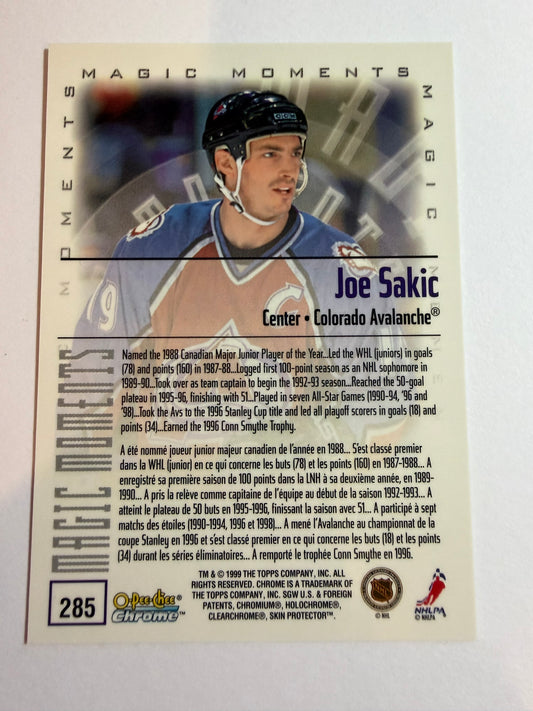 MAGIC MOMENTS
MOMENTS
MAGIC
19
C
CCM
Joe Sakic
Center • Colorado Avalanche®
MAGIC MOMENTS
Named the 1988 Canadian Major Junior Player of the Year...Led the WHL (juniors) in goals
(78) and points (160) in 1987-88...Logged first 100-point season as an NHL sophomore in
1989-90...Took over as team captain to begin the 1992-93 season...Reached the 50-goal
plateau in 1995-96, finishing with 51...Played in seven All-Star Games (1990-94, '96 and
'98)...Took the Avs to the 1996 Stanley Cup title and led all playoff scorers in goals (18) and
points (34)...Earned the 1996 Conn Smythe Trophy.
A été nommé joueur junior majeur canadien de l'année en 1988... S'est classé premier
dans la WHL (junior) en ce qui concerne les buts (78) et les points (160) en 1987-1988... A
enregistré sa première saison de 100 points dans la LNH à sa deuxième année, en 1989-
1990... A pris la relève comme capitaine de l'équipe au début de la saison 1992-1993... A
atteint le plateau de 50 buts en 1995-1996, finissant la saison avec 51... A participé à sept
matchs des étoiles (1990-1994, 1996 et 1998)... A mené l'Avalanche au championnat de la
coupe Stanley en 1996 et s'est classé premier en ce qui concerne les buts (18) et les points
(34) durant les séries éliminatoires... A remporté le trophée Conn Smythe en 1996.
285
O-Pee-Chee
Chrome™
TM & © 1999 THE TOPPS COMPANY, INC. ALL
RIGHTS RESERVED. CHROME IS A TRADEMARK OF
THE TOPPS COMPANY, INC. SGW U.S. & FOREIGN
PATENTS, CHROMIUM®, HOLOCHROME®,
CLEARCHROME®, SKIN PROTECTOR™.
© NHL
NHLPA
© NHLPA